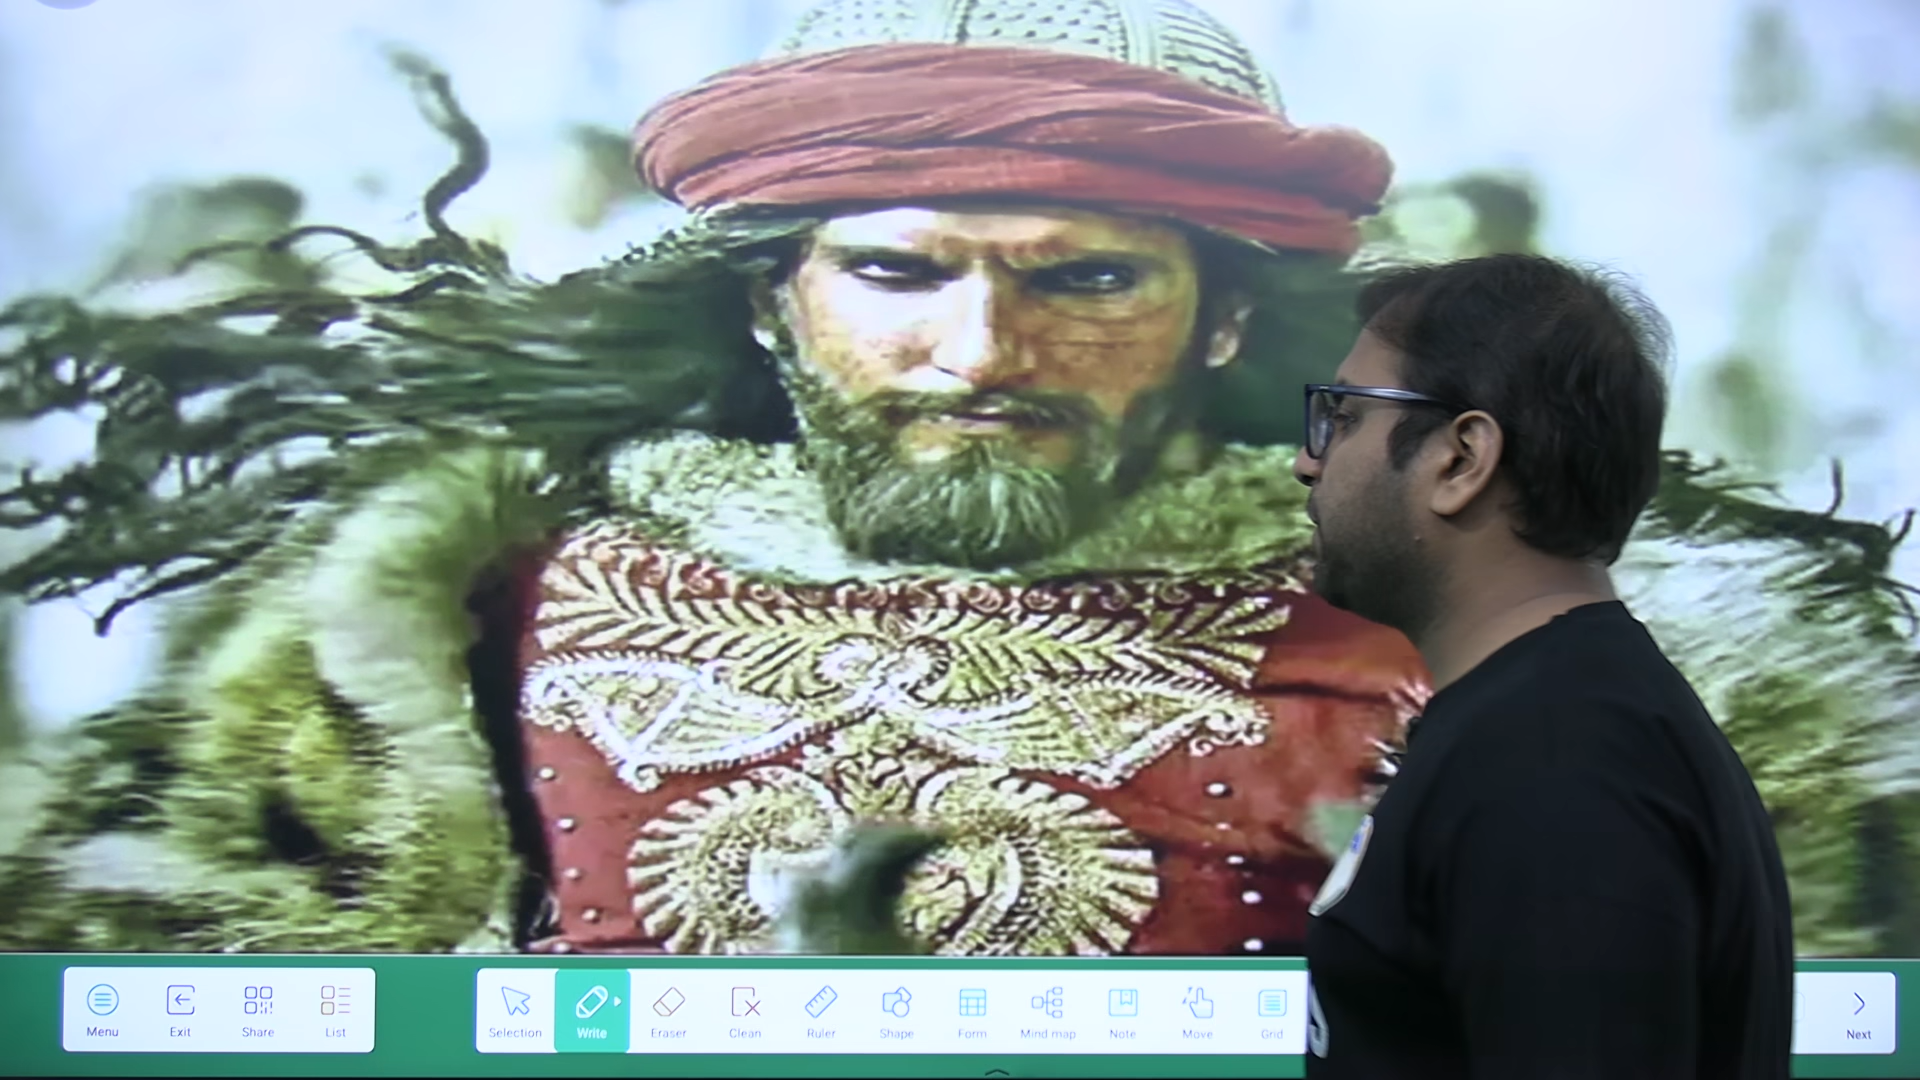 Menu
Exit
Share
List
Selection
Write
Eraser
Clean
Ruler
Shape
Form
Mind map
Note
Move
Grid
Next